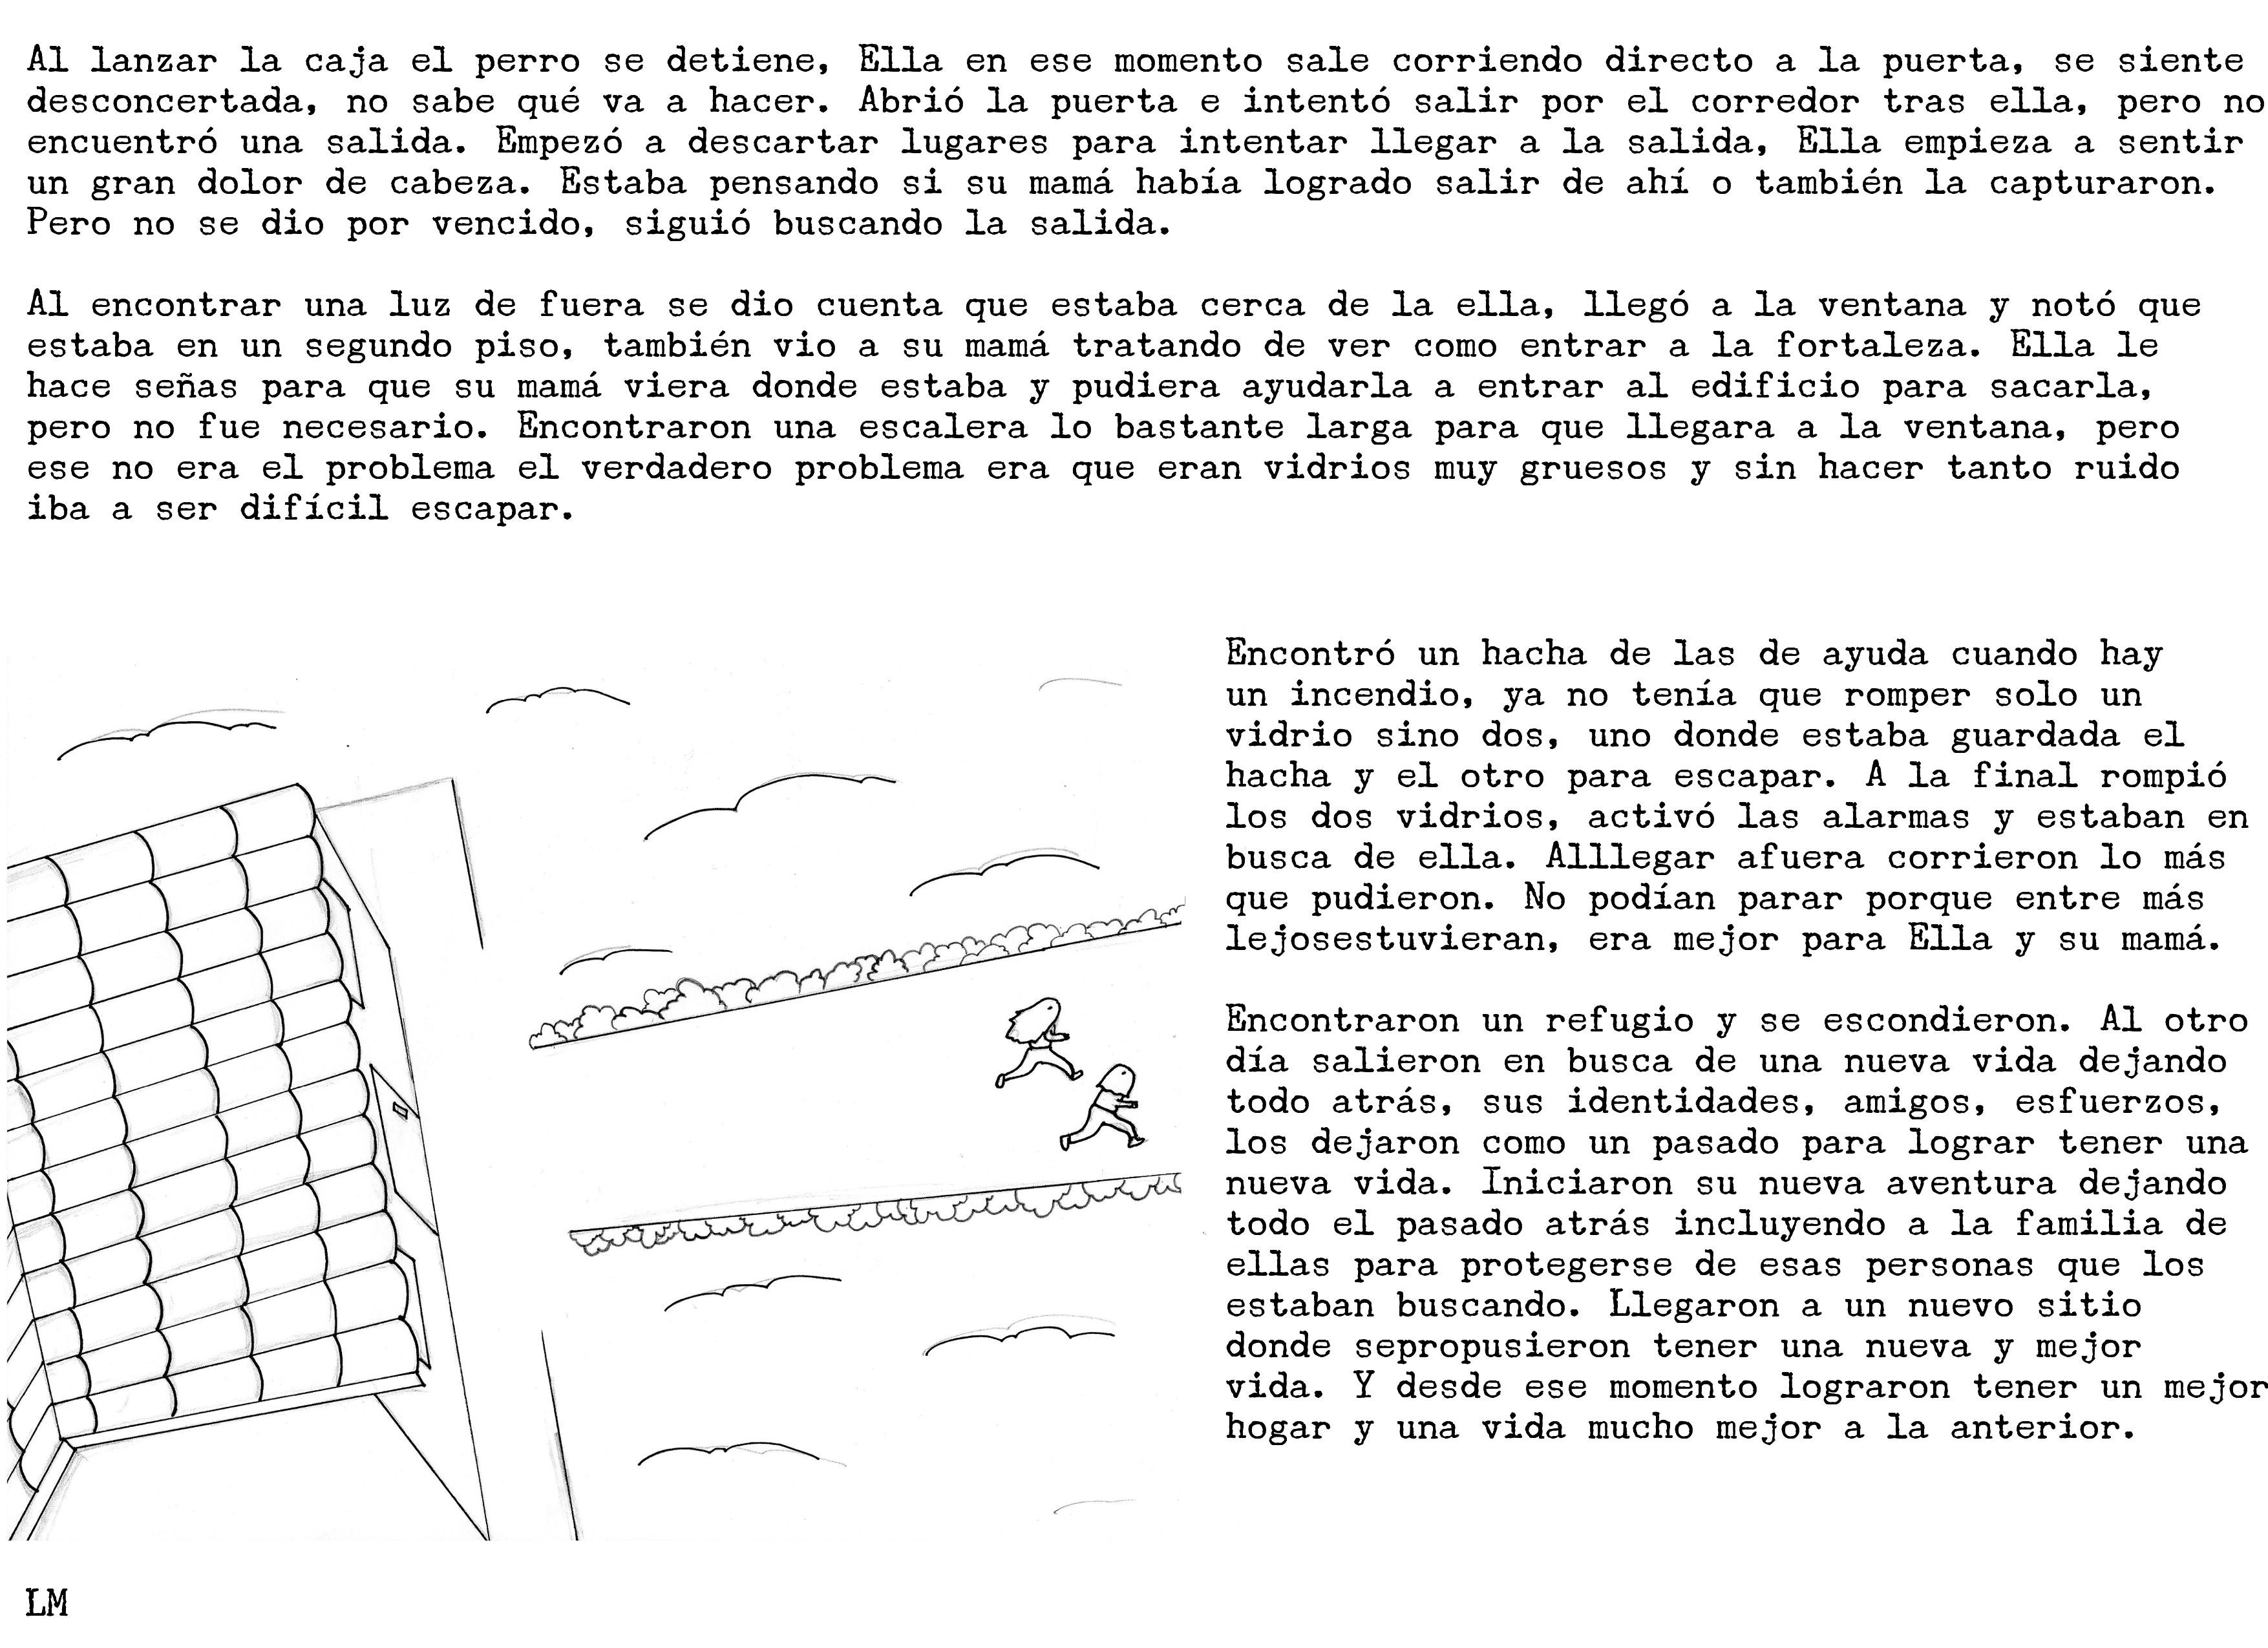 Al lanzar la caja el perro se detiene, Ella en ese momento sale corriendo directo a la puerta, se siente
desconcertada, no sabe qué va a hacer. Abrió la puerta e intentó salir por el corredor tras ella, pero no
encuentró una salida. Empezó a descartar lugares para intentar llegar a la salida, Ella empieza a sentir
un gran dolor de cabeza. Estaba pensando si su mamá había logrado salir de ahí o también la capturaron.
Pero no se dio por vencido, siguió buscando la salida.
Al encontrar una luz de fuera se dio cuenta que estaba cerca de la ella, llegó a la ventana y notó que
estaba en un segundo piso, también vio a su mamá tratando de ver como entrar a la fortaleza. Ella le
hace señas para que su mamá viera donde estaba y pudiera ayudarla a entrar al edificio para sacarla,
pero no fue necesario. Encontraron una escalera lo bastante larga para que llegara a la ventana, pero
ese no era el problema el verdadero problema era que eran vidrios muy gruesos y sin hacer tanto ruido
iba a ser difícil escapar.
Encontró un hacha de las de ayuda cuando hay
un incendio, ya no tenía que romper solo un
vidrio sino dos, uno donde estaba guardada el
hacha y el otro para escapar. A la final rompió
los dos vidrios, activó las alarmas y estaban en
busca de ella. Alllegar afuera corrieron lo más
que pudieron. No podían parar porque entre más
lejosestuvieran, era mejor para Ella y su mamá.
Encontraron un refugio y se escondieron. Al otro
día salieron en busca de una nueva vida dejando
todo atrás, sus identidades, amigos, esfuerzos,
los dejaron como un pasado para lograr tener una
nueva vida. Iniciaron su nueva aventura dejando
todo el pasado atrás incluyendo a la familia de
ellas para protegerse de esas personas que los
estaban buscando. Llegaron a un nuevo sitio
donde sepropusieron tener una nueva y mejor
vida. Y desde ese momento lograron tener un mejor
hogar y una vida mucho mejor a la anterior.
LM